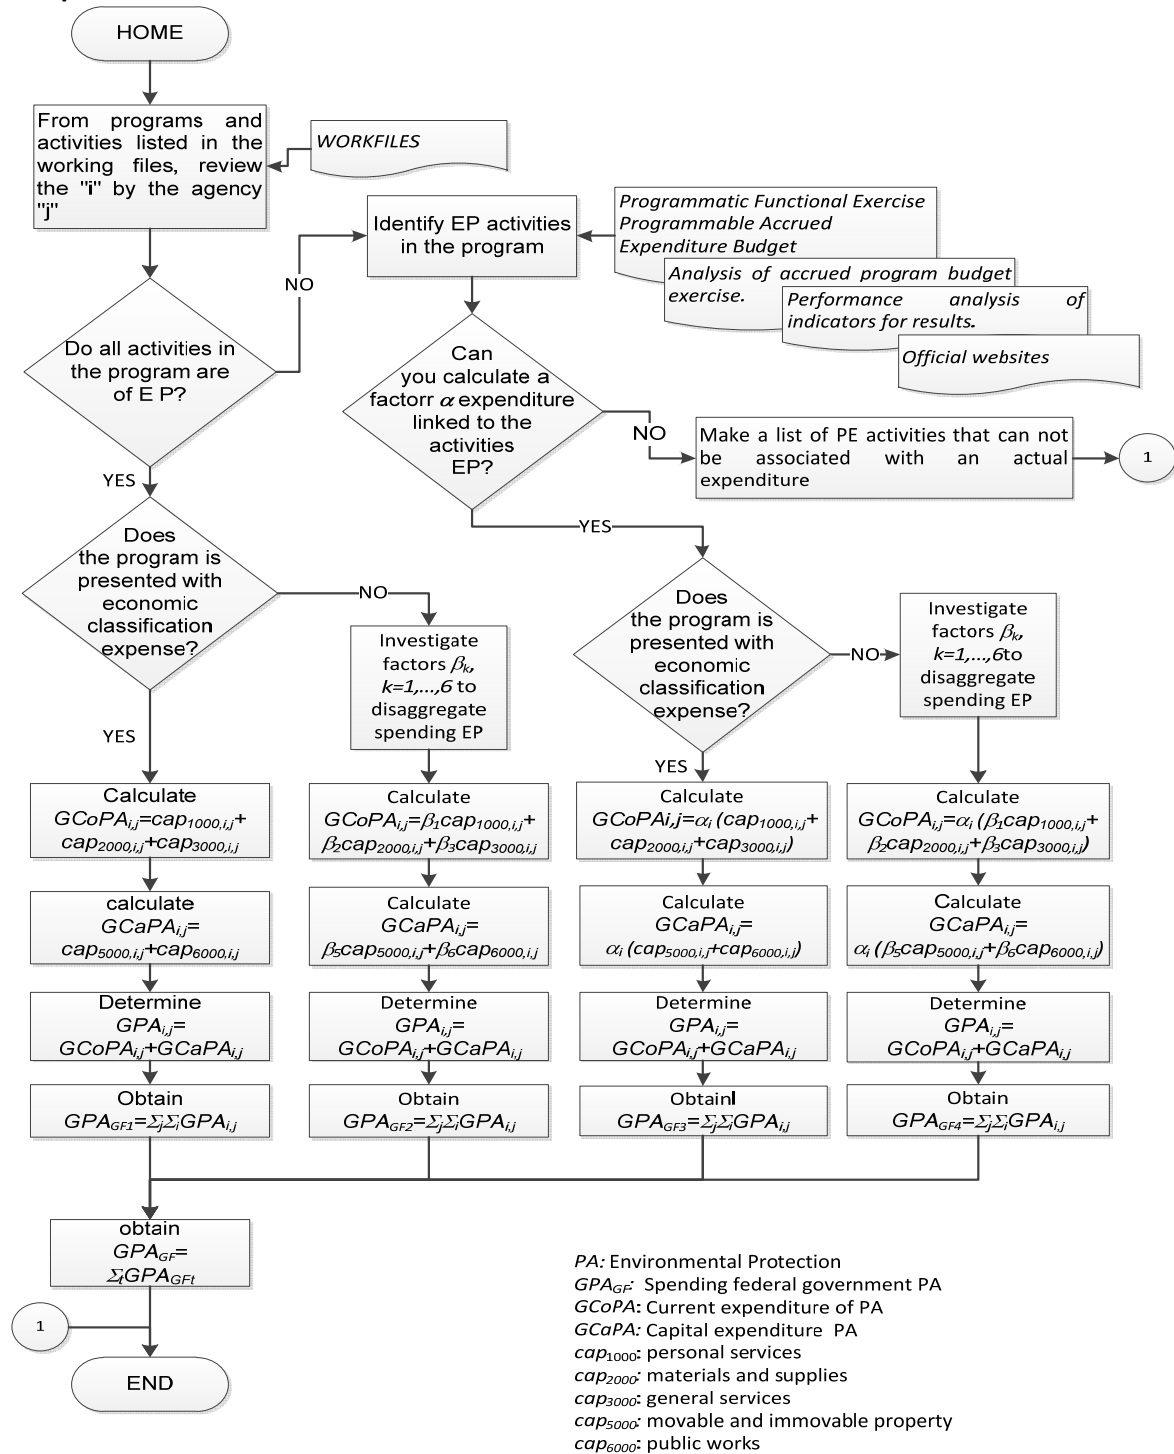 HOME
From programs and
activities listed in the
working files, review
the "i" by the agency
"j"
WORKFILES
Identify EP activities
in the program
Programmatic Functional Exercise
Programmable Accrued
Expenditure Budget
Analysis of accrued program budget
exercise.
Performance analysis of
indicators for results.
Official websites
NO
Do all activities in
the program are
of E P?
Can
you calculate a
factorr α expenditure
linked to the
activities
EP?
NO
Make a list of PE activities that can not
be associated with an actual
expenditure
1
YES
YES
Does
the program is
presented with
economic
classification
expense?
NO
Investigate
factors βk,
k=1,...,6 to
disaggregate
spending EP
Does
the program is
presented with
economic
classification
expense?
NO
Investigate
factors βk,
k=1,...,6to
disaggregate
spending EP
YES
YES
Calculate
GCoPAi,j=cap1000,i,j+
cap2000,i,j+cap3000,i,j
Calculate
GCoPAi,j=β1cap1000,i,j+
β2cap2000,i,j+β3cap3000,i,j
Calculate
GCoPAi,j=αi (cap1000,i,j+
cap2000,i,j+cap3000,i,j)
Calculate
GCoPAi,j=αi (β1cap1000,i,j+
β2cap2000,i,j+β3cap3000,i,j)
calculate
GCaPAi,j=
cap5000,i,j+cap6000,i,j
Calculate
GCaPAi,j=
β5cap5000,i,j+β6cap6000,i,j
Calculate
GCaPAi,j=
αi (cap5000,i,j+cap6000,i,j)
Calculate
GCaPAi,j=
αi (β5cap5000,i,j+β6cap6000,i,j)
Determine
GPAi,j=
GCoPAi,j+GCaPAi,j
Determine
GPAi,j=
GCoPAi,j+GCaPAi,j
Determine
GPAi,j=
GCoPAi,j+GCaPAi,j
Determine
GPAi,j=
GCoPAi,j+GCaPAi,j
Obtain
GPAGF1=ΣjΣiGPAi,j
Obtain
GPAGF2=ΣjΣiGPAi,j
Obtainl
GPAGF3=ΣjΣiGPAi,j
Obtain
GPAGF4=ΣjΣiGPAi,j
obtain
GPAGF=
ΣtGPAGFt
1
END
PA: Environmental Protection
GPAGF: Spending federal government PA
GCoPA: Current expenditure of PA
GCaPA: Capital expenditure PA
cap1000: personal services
cap2000: materials and supplies
cap3000: general services
cap5000: movable and immovable property
cap6000: public works